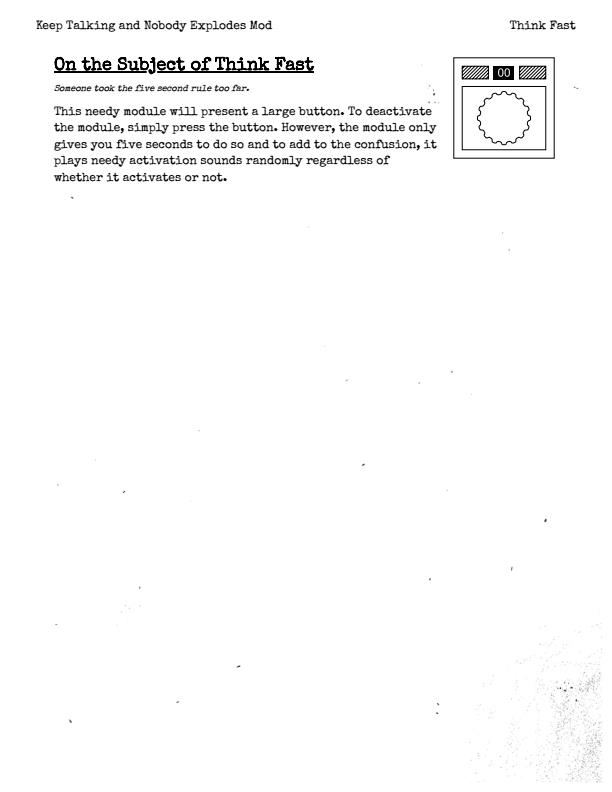 Keep Talking and Nobody Explodes Mod
Think Fast
On the Subject of Think Fast
Someone took the five second rule too far.
00
This needy module will present a large button. To deactivate
the module, simply press the button. However, the module only
gives you five seconds to do so and to add to the confusion, it
plays needy activation sounds randomly regardless of
whether it activates or not.